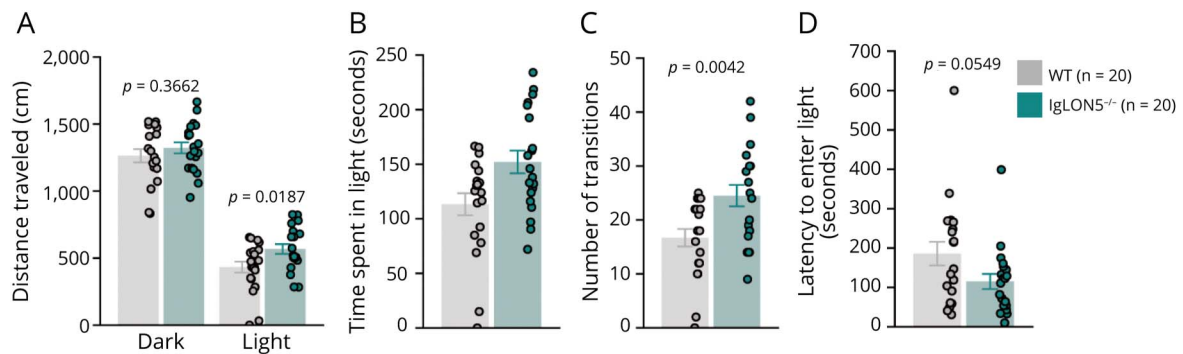 A
Distance traveled (cm)
2,000
1,500
1,000
500
0
p = 0.3662
p = 0.0187
Dark
Light
B
Time spent in light (seconds)
250
200
150
100
50
0
C
Number of transitions
50
40
30
20
10
0
p = 0.0042
D
Latency to enter light
(seconds)
700
600
500
400
300
200
100
0
p = 0.0549
WT (n = 20)
IgLON5⁻/⁻ (n = 20)